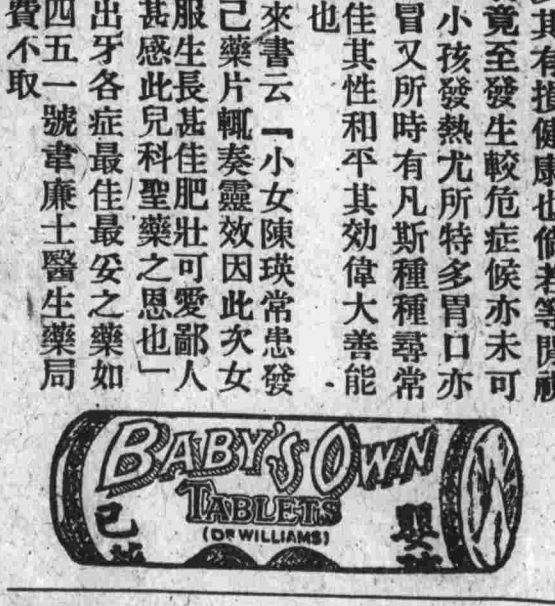 其有損健康也倘若等閒視
竟至發生較危症候亦未可
小孩發熱尤所特多胃口亦
冒又所時有凡斯種種尋常
佳其性和平其効偉大善能
也
來書云『小女陳瑛常患發
己藥片輒奏靈效因此次女
服生長甚佳肥壯可愛鄙人
甚感此兒科聖藥之恩也」
出牙各症最佳最妥之藥如
四五一號韋廉士醫生藥局
費不取
BABY'S OWN
TABLETS
(DR WILLIAMS)
嬰
己